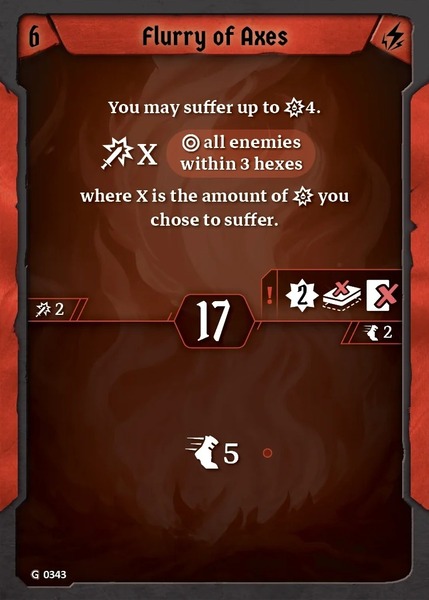 6 Flurry of Axes
You may suffer up to 4.
X all enemies
within 3 hexes
where X is the amount of you
chose to suffer.
! 2
2 17
2
5
G 0343